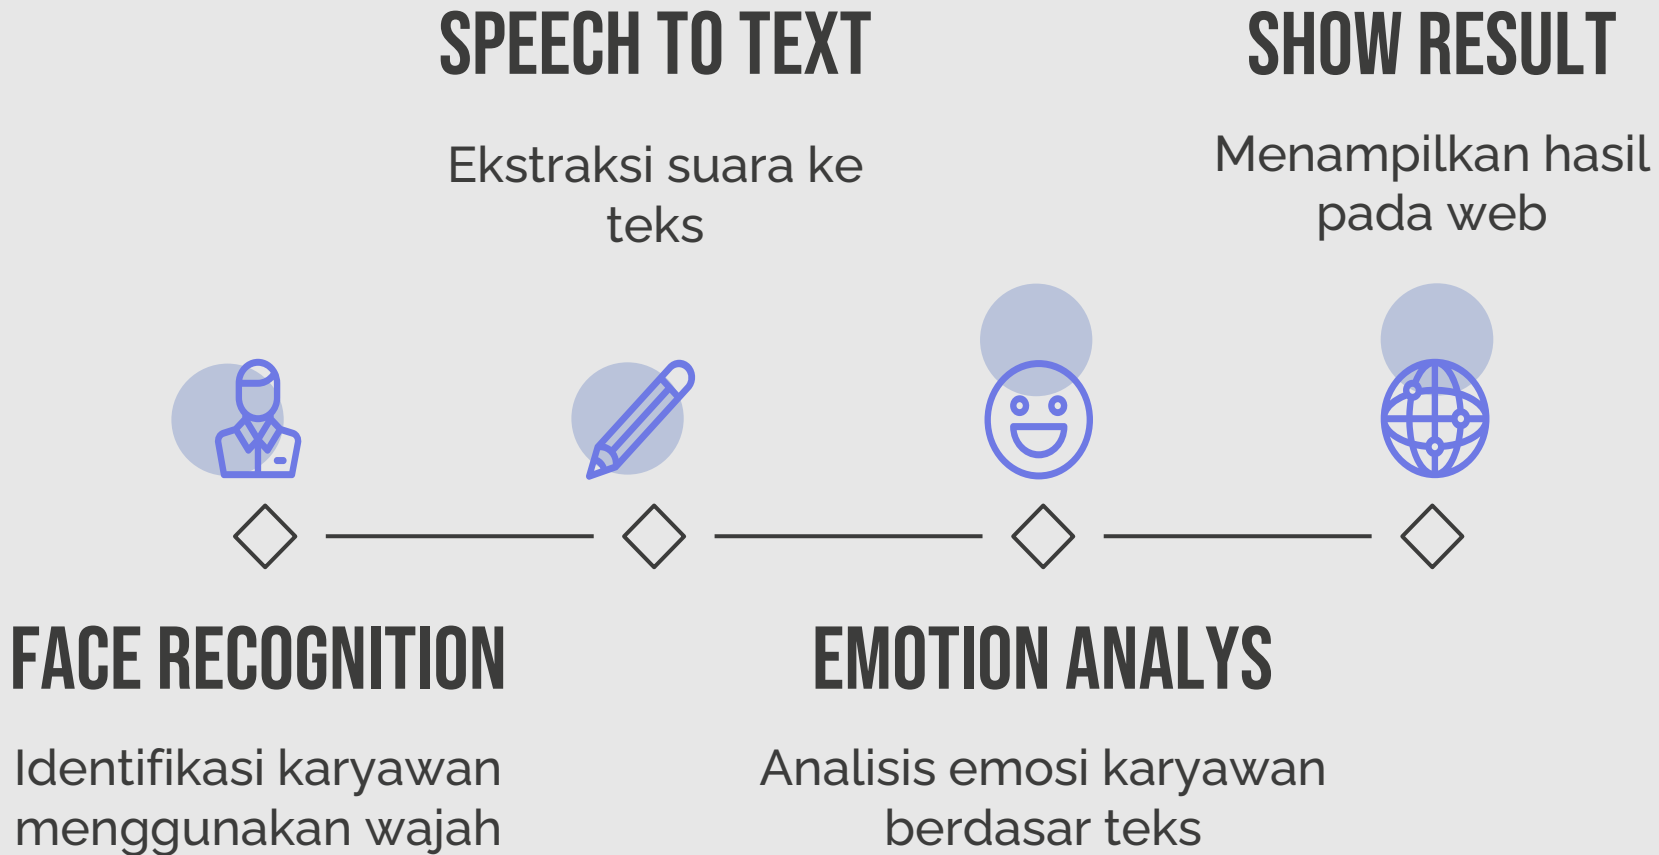 SPEECH TO TEXT
Ekstraksi suara ke
teks
SHOW RESULT
Menampilkan hasil
pada web
FACE RECOGNITION
Identifikasi karyawan
menggunakan wajah
EMOTION ANALYS
Analisis emosi karyawan
berdasar teks